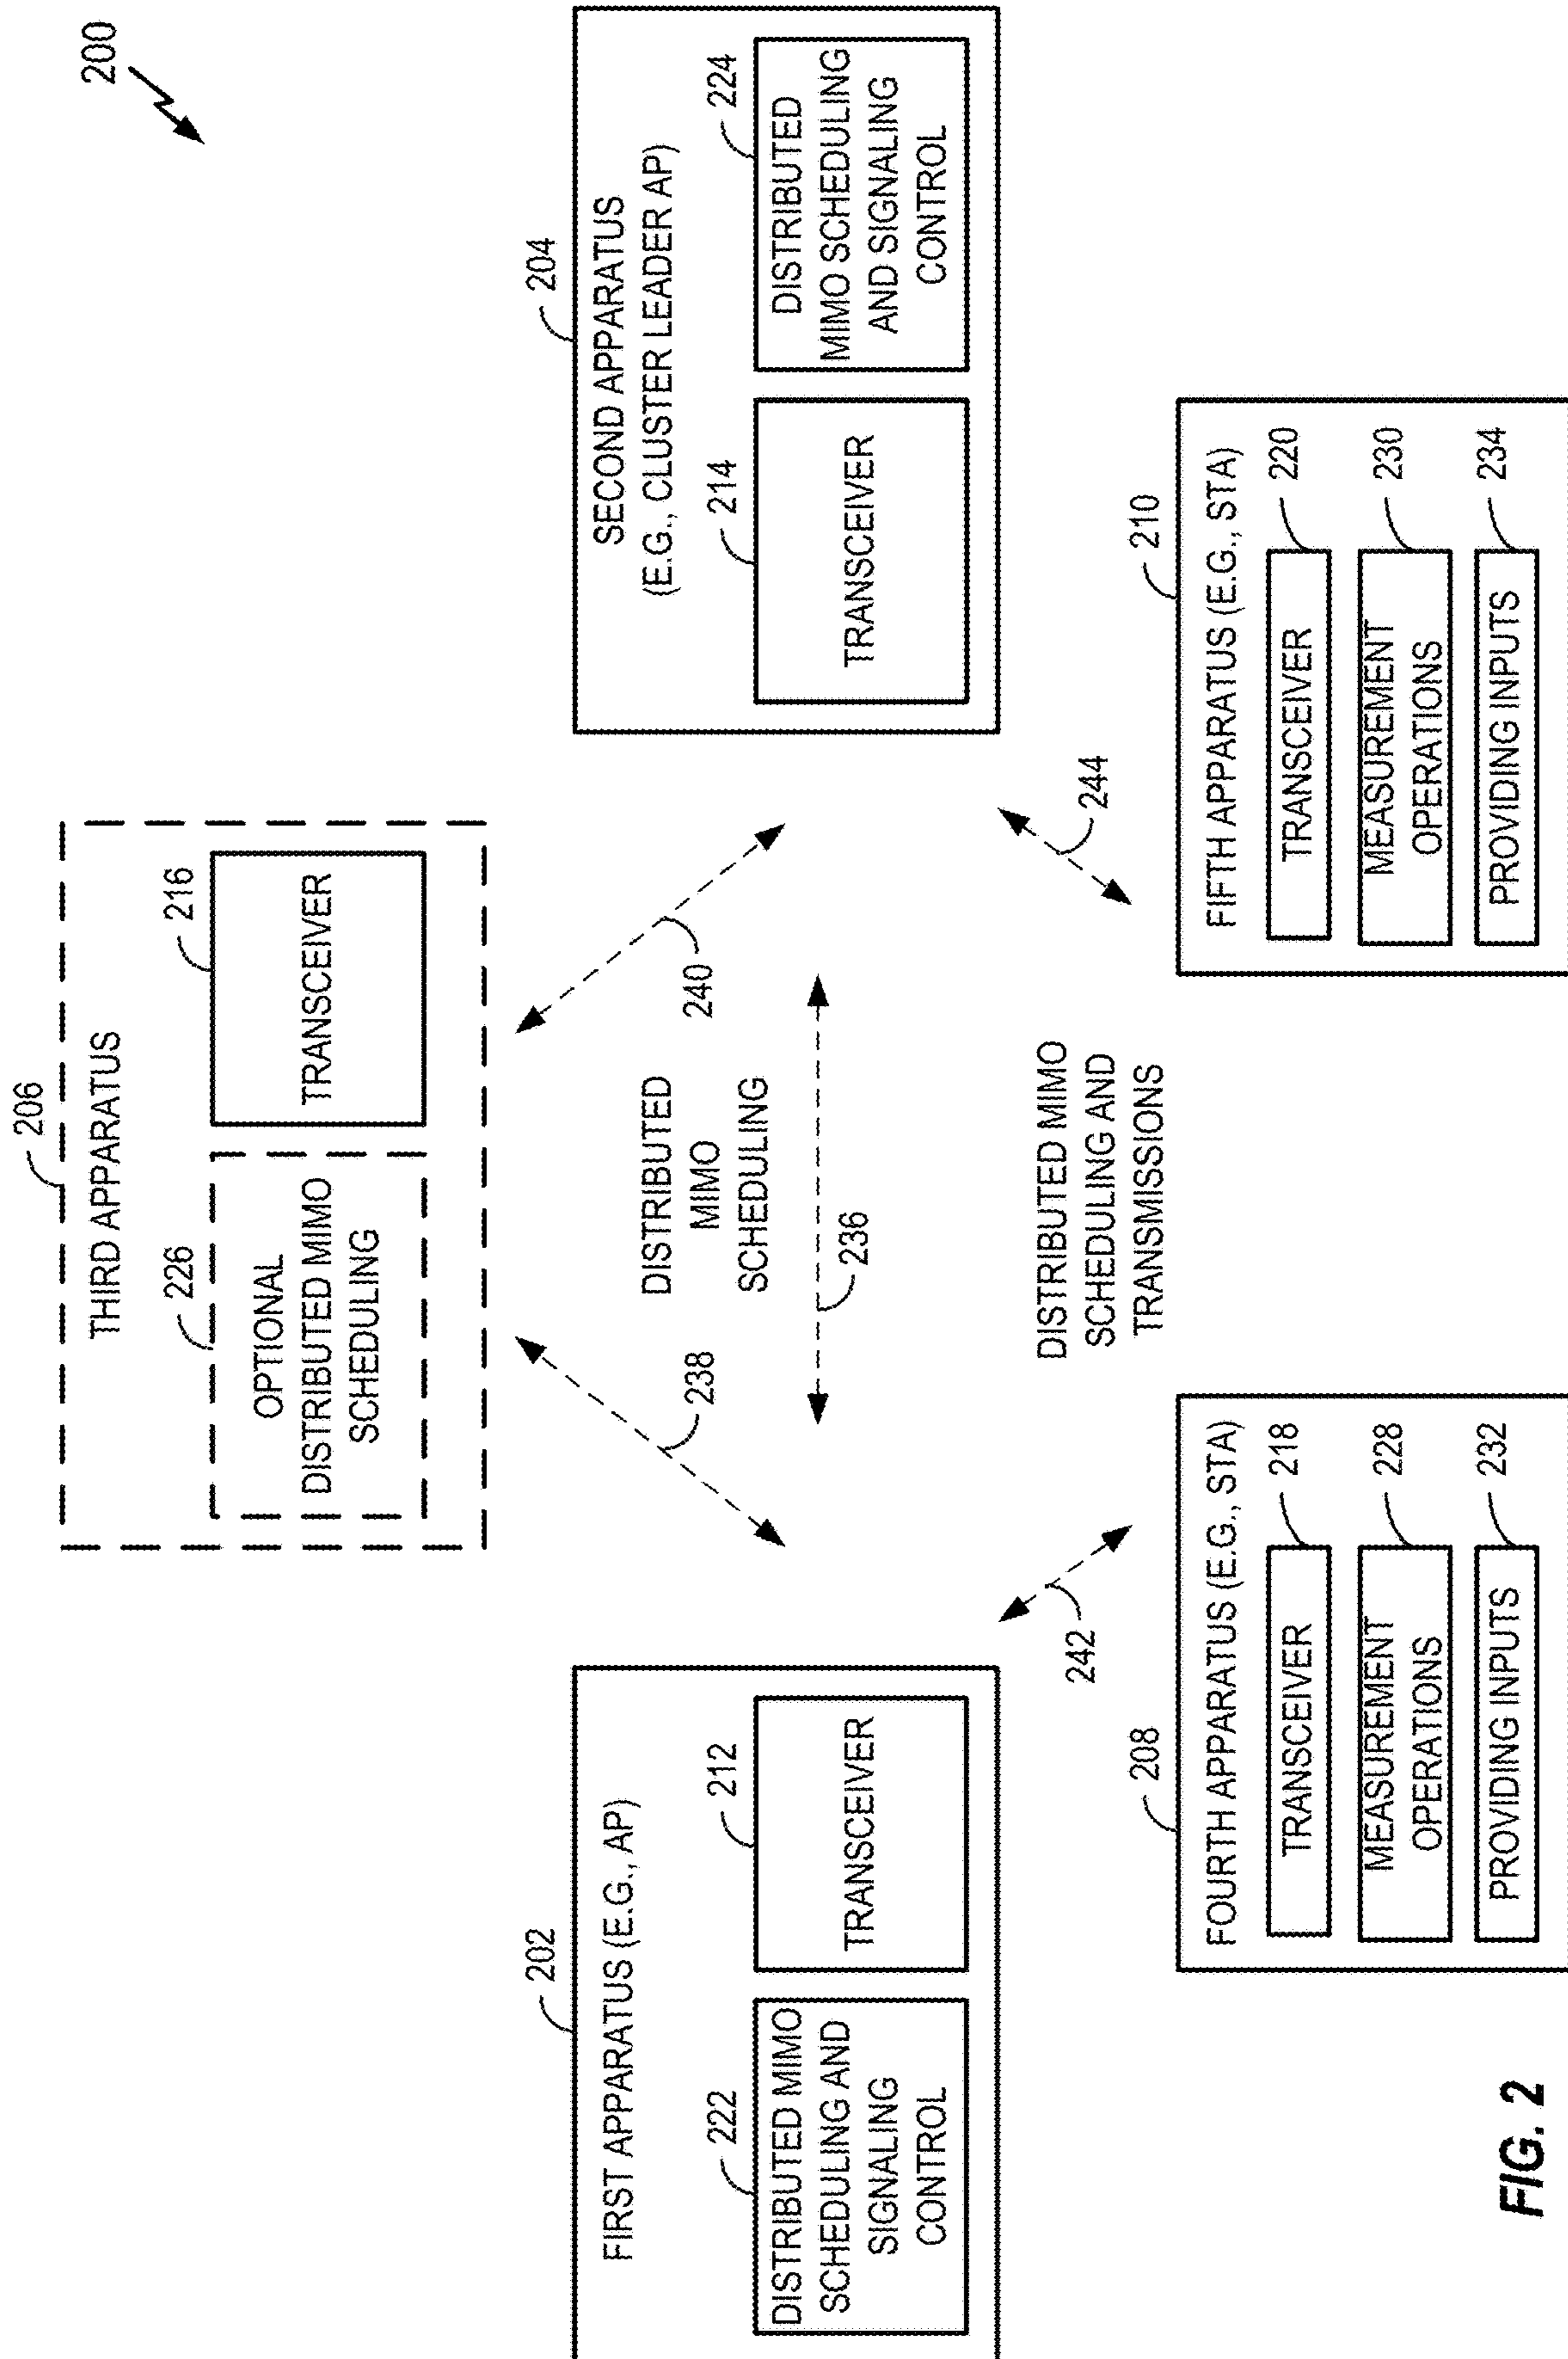 200
206
THIRD APPARATUS
226
216
OPTIONAL
DISTRIBUTED MIMO
SCHEDULING
TRANSCEIVER
202
FIRST APPARATUS (E.G., AP)
222
212
DISTRIBUTED MIMO
SCHEDULING AND
SIGNALING
CONTROL
TRANSCEIVER
238
DISTRIBUTED
MIMO
SCHEDULING
240
236
204
SECOND APPARATUS
(E.G., CLUSTER LEADER AP)
214
224
TRANSCEIVER
DISTRIBUTED
MIMO SCHEDULING
AND SIGNALING
CONTROL
242
DISTRIBUTED MIMO
SCHEDULING AND
TRANSMISSIONS
244
208
FOURTH APPARATUS (E.G., STA)
TRANSCEIVER
218
MEASUREMENT
OPERATIONS
228
PROVIDING INPUTS
232
210
FIFTH APPARATUS (E.G., STA)
TRANSCEIVER
220
MEASUREMENT
OPERATIONS
230
PROVIDING INPUTS
234
FIG. 2